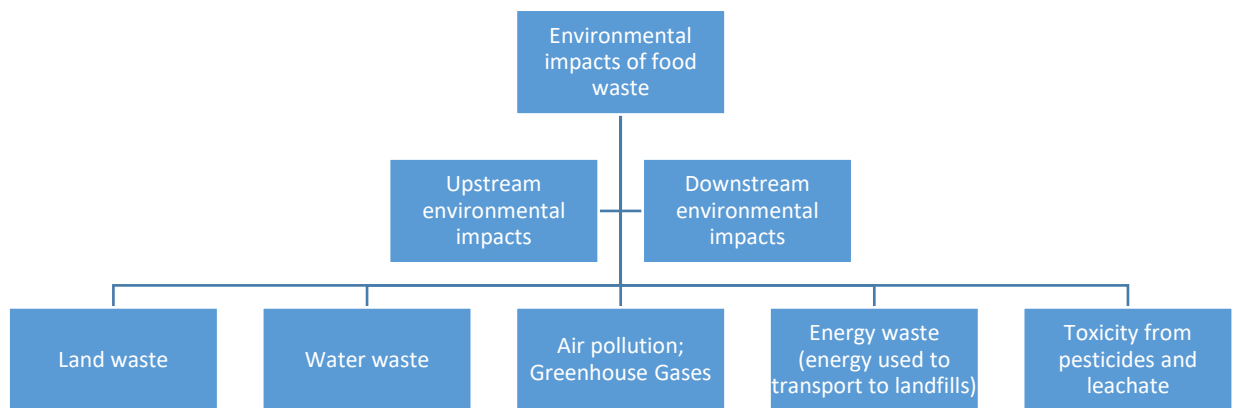 Environmental
impacts of food
waste
Upstream
environmental
impacts
Downstream
environmental
impacts
Land waste
Water waste
Air pollution;
Greenhouse Gases
Energy waste
(energy used to
transport to landfills)
Toxicity from
pesticides and
leachate